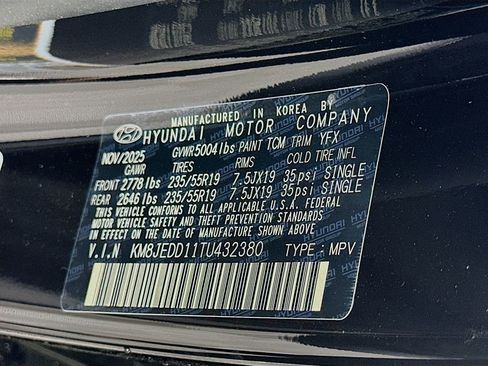 MANUFACTURED IN KOREA BY
HYUNDAI MOTOR COMPANY
NOV/2025 GVWR5004lbs PAINT TCM TRIM YFX
GAWR TIRES RIMS COLD TIRE INFL
FRONT 2778 lbs 235/55R19 7.5JX19 35psi SINGLE
REAR 2646 lbs 235/55R19 7.5JX19 35psi SINGLE
THIS VEHICLE CONFORMS TO ALL APPLICABLE U.S.A. FEDERAL
MOTOR VEHICLE SAFETY AND THEFT PREVENTION STANDARDS
IN EFFECT ON THE DATE OF MANUFACTURE SHOWN ABOVE.
V.I.N KM8JEDD11TU432380 TYPE : MPV